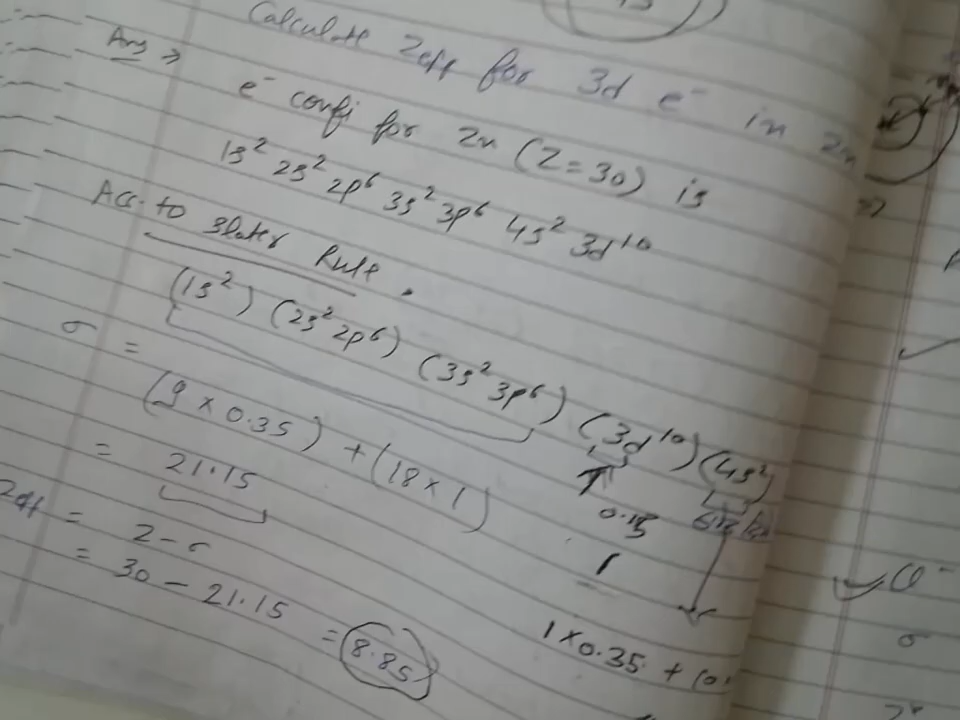 Calculate Zeff for 3d e⁻ in Zn
Ans ⇒
e⁻ confi for Zn (Z=30) is
1s² 2s² 2p⁶ 3s² 3p⁶ 4s² 3d¹⁰
Acc. to Slater Rule.
(1s²) (2s² 2p⁶) (3s² 3p⁶) (3d¹⁰) (4s²
σ = (9 × 0.35) + (18 × 1)
= 21.15
Zeff = Z - σ
= 30 - 21.15 = 8.85
1
1 × 0.35 + (0.
σ